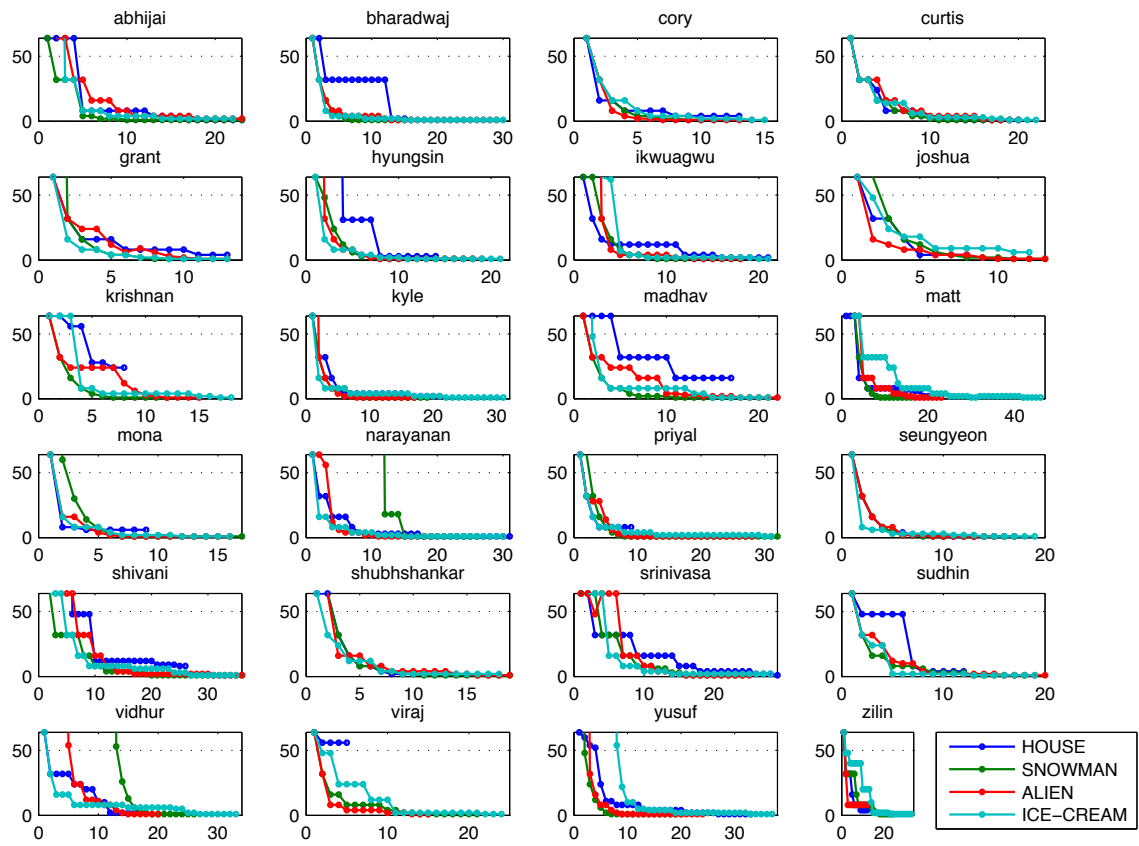 abhijai bharadwaj cory curtis
50 50 50 50
0 0 0 0
0 10 20 0 10 20 30 0 5 10 15 0 10 20
grant hyungsin ikwuagwu joshua
50 50 50 50
0 0 0 0
0 5 10 0 10 20 0 10 20 0 5 10
krishnan kyle madhav matt
50 50 50 50
0 0 0 0
0 5 10 15 0 10 20 30 0 10 20 0 20 40
mona narayanan priyal seungyeon
50 50 50 50
0 0 0 0
0 5 10 15 0 10 20 30 0 10 20 30 0 10 20
shivani shubhshankar srinivasa sudhin
50 50 50 50
0 0 0 0
0 10 20 30 0 5 10 15 0 10 20 0 10 20
vidhur viraj yusuf zilin
50 50 50 50
0 0 0 0
0 10 20 30 0 10 20 0 10 20 30 0 20
HOUSE
SNOWMAN
ALIEN
ICE−CREAM